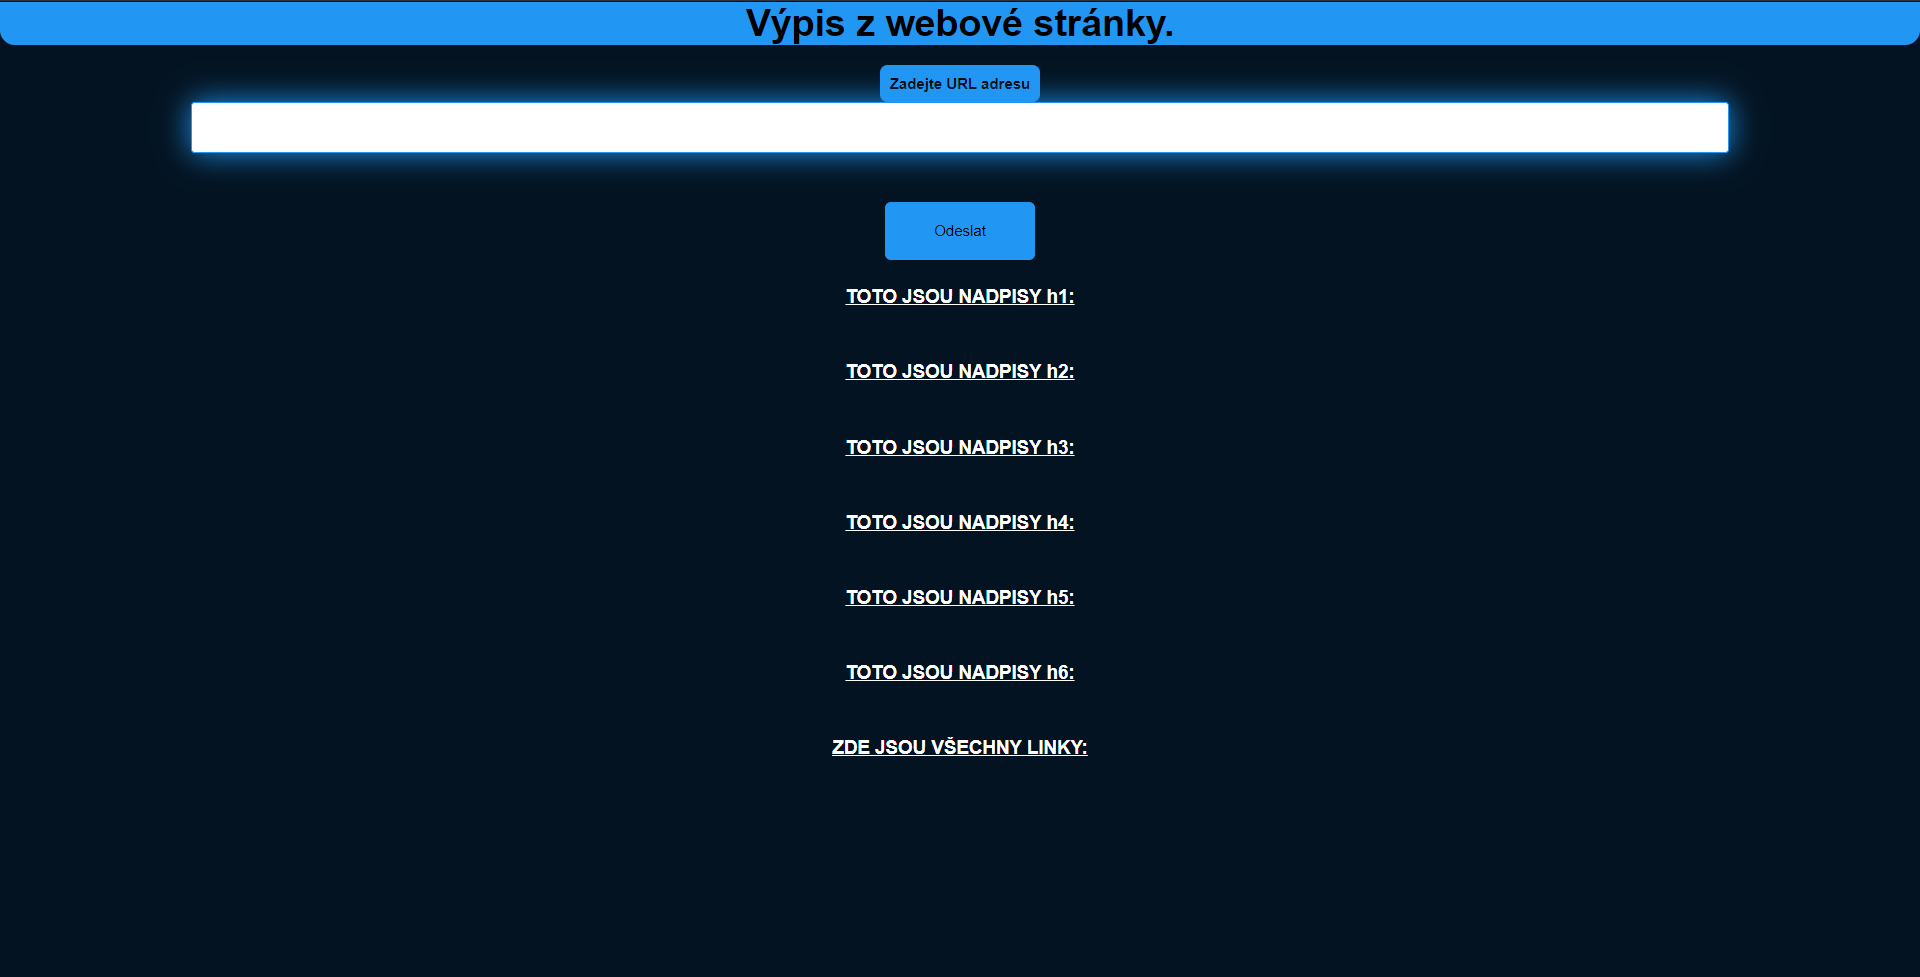 Výpis z webové stránky.
Zadejte URL adresu
Odeslat
TOTO JSOU NADPISY h1:
TOTO JSOU NADPISY h2:
TOTO JSOU NADPISY h3:
TOTO JSOU NADPISY h4:
TOTO JSOU NADPISY h5:
TOTO JSOU NADPISY h6:
ZDE JSOU VŠECHNY LINKY: